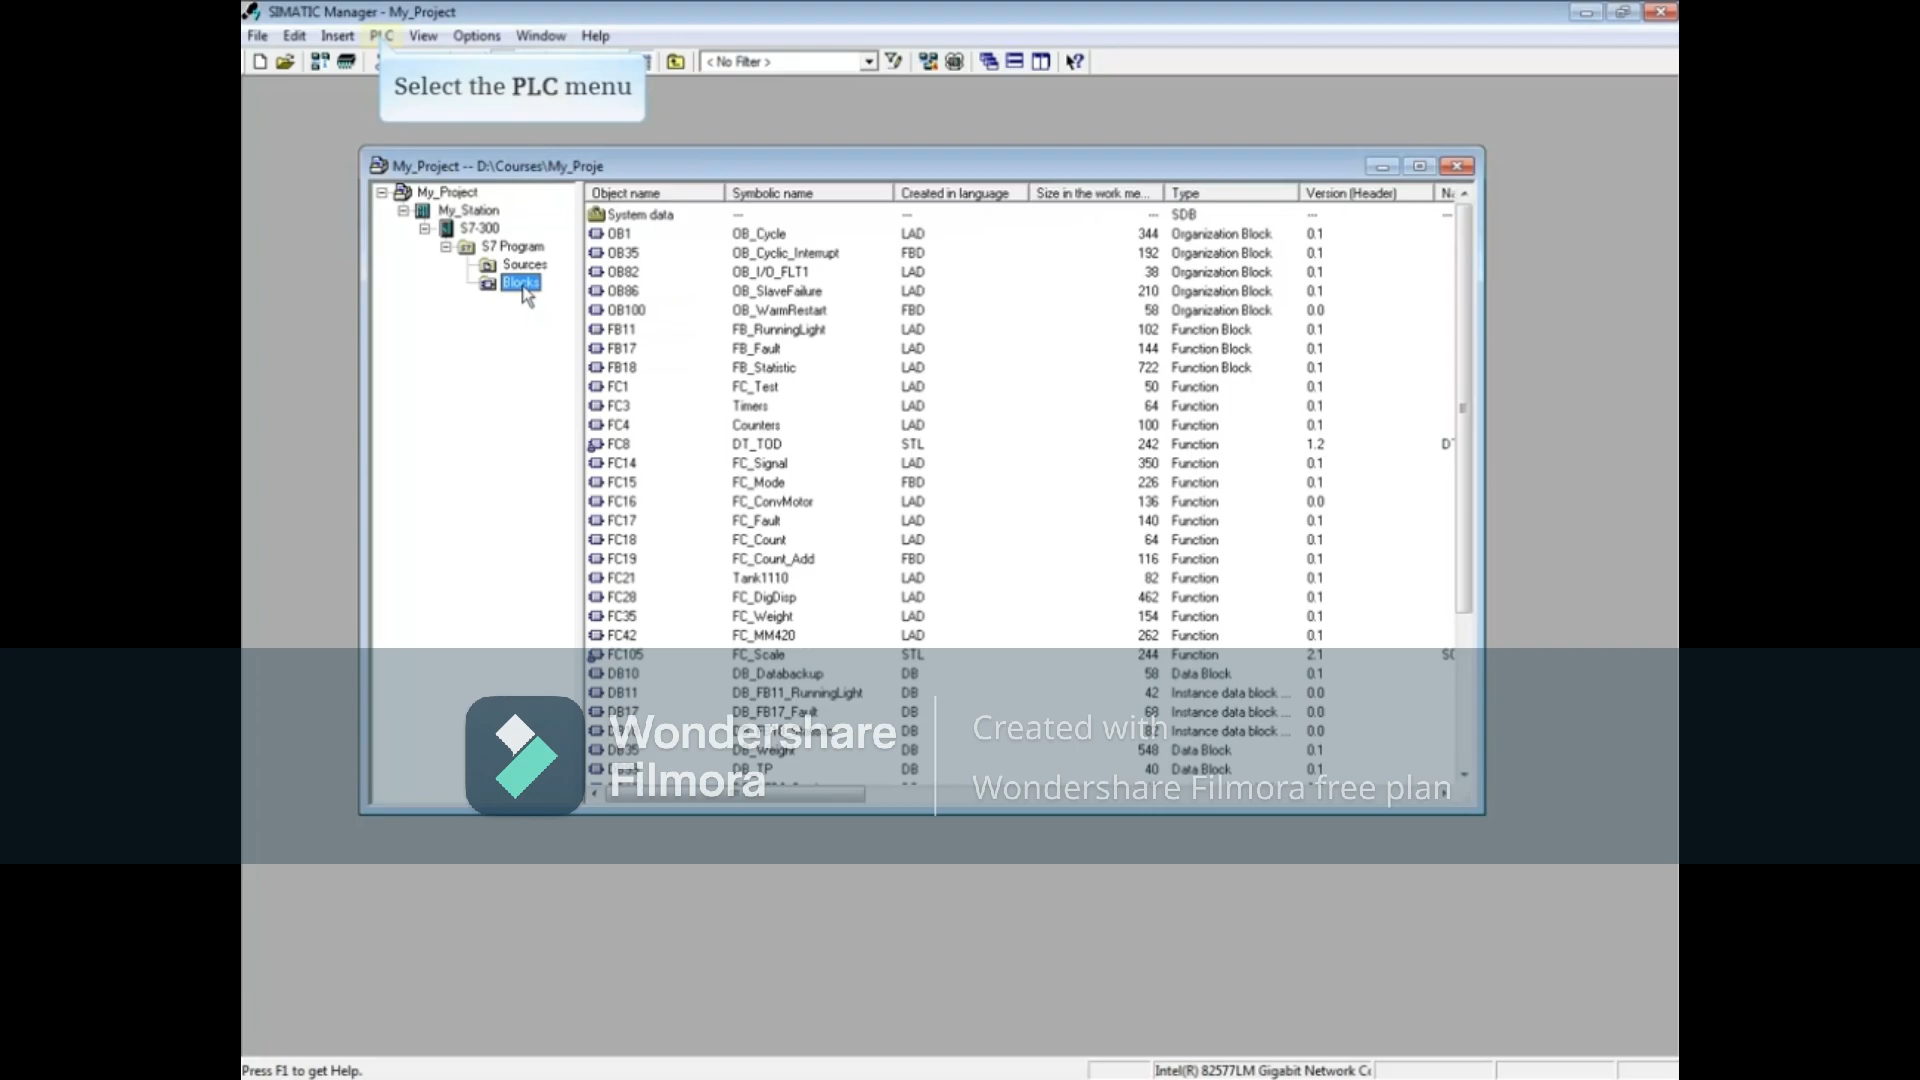 SIMATIC Manager - My_Project
File Edit Insert PLC View Options Window Help
< No Filter >
Select the PLC menu
My_Project -- D:\Courses\My_Proje
My_Project
My_Station
S7-300
S7 Program
Sources
Blocks
Object name Symbolic name Created in language Size in the work me... Type Version (Header)
System data --- --- --- SDB --- ---
OB1 OB_Cycle LAD 344 Organization Block 0.1
OB35 OB_Cyclic_Interrupt FBD 192 Organization Block 0.1
OB82 OB_I/O_FLT1 LAD 38 Organization Block 0.1
OB86 OB_SlaveFailure LAD 210 Organization Block 0.1
OB100 OB_WarmRestart FBD 58 Organization Block 0.0
FB11 FB_RunningLight LAD 102 Function Block 0.1
FB17 FB_Fault LAD 144 Function Block 0.1
FB18 FB_Statistic LAD 722 Function Block 0.1
FC1 FC_Test LAD 50 Function 0.1
FC3 Timers LAD 64 Function 0.1
FC4 Counters LAD 100 Function 0.1
FC8 DT_TOD STL 242 Function 1.2
FC14 FC_Signal LAD 350 Function 0.1
FC15 FC_Mode FBD 226 Function 0.1
FC16 FC_ConvMotor LAD 136 Function 0.0
FC17 FC_Fault LAD 140 Function 0.1
FC18 FC_Count LAD 64 Function 0.1
FC19 FC_Count_Add FBD 116 Function 0.1
FC21 Tank1110 LAD 82 Function 0.1
FC28 FC_DigDisp LAD 462 Function 0.1
FC35 FC_Weight LAD 154 Function 0.1
FC42 FC_MM420 LAD 262 Function 0.1
FC105 FC_Scale STL 244 Function 2.1
DB10 DB_Databackup DB 58 Data Block 0.1
DB11 DB_FB11_RunningLight DB 42 Instance data block ... 0.0
DB17 DB_FB17_Fault DB 68 Instance data block ... 0.0
DB 82 Instance data block ... 0.0
DB35 DB_Weight DB 548 Data Block 0.1
DB_TP DB 40 Data Block 0.1
Wondershare
Filmora
Created with
Wondershare Filmora free plan
Press F1 to get Help.
Intel(R) 82577LM Gigabit Network